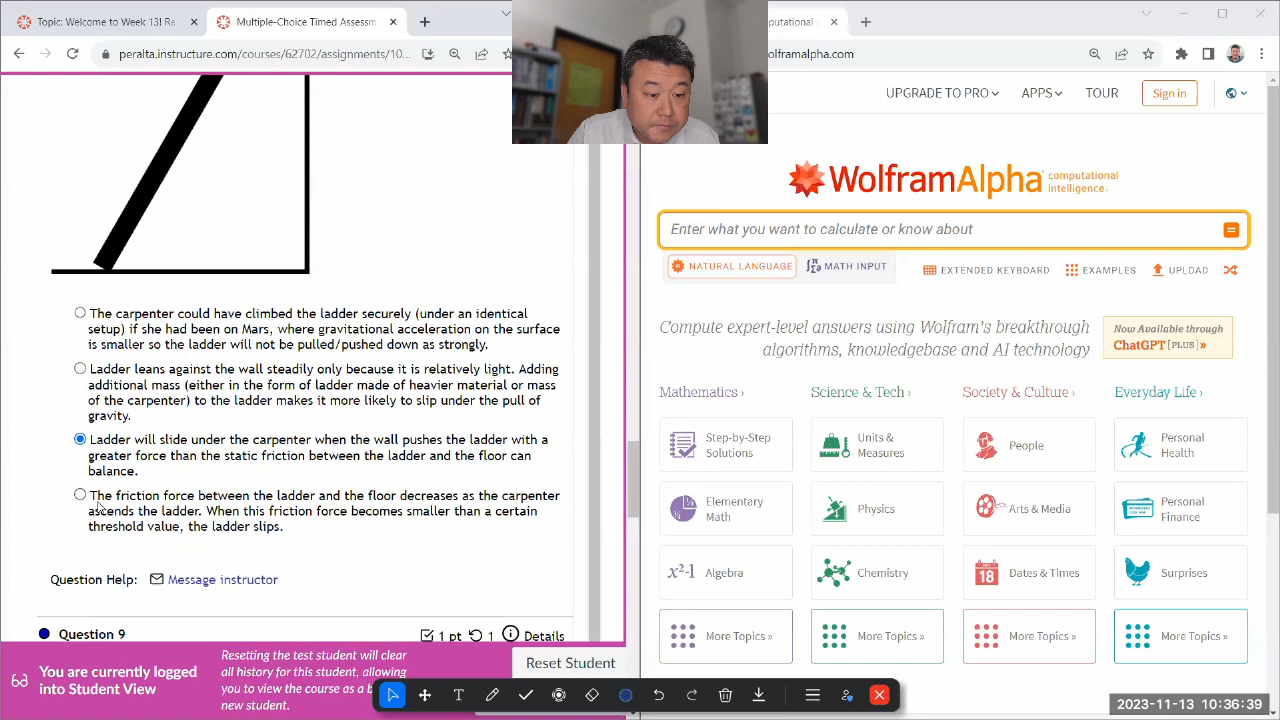 Topic: Welcome to Week 13! Re
Multiple-Choice Timed Assessm
putational
peralta.instructure.com/courses/62702/assignments/10...
olframalpha.com
UPGRADE TO PRO
APPS
TOUR
Sign in
WolframAlpha computational intelligence.
Enter what you want to calculate or know about
NATURAL LANGUAGE
MATH INPUT
EXTENDED KEYBOARD
EXAMPLES
UPLOAD
Compute expert-level answers using Wolfram's breakthrough
algorithms, knowledgebase and AI technology
Now Available through
ChatGPT [PLUS] »
The carpenter could have climbed the ladder securely (under an identical
setup) if she had been on Mars, where gravitational acceleration on the surface
is smaller so the ladder will not be pulled/pushed down as strongly.
Ladder leans against the wall steadily only because it is relatively light. Adding
additional mass (either in the form of ladder made of heavier material or mass
of the carpenter) to the ladder makes it more likely to slip under the pull of
gravity.
Ladder will slide under the carpenter when the wall pushes the ladder with a
greater force than the static friction between the ladder and the floor can
balance.
The friction force between the ladder and the floor decreases as the carpenter
ascends the ladder. When this friction force becomes smaller than a certain
threshold value, the ladder slips.
Question Help: Message instructor
Question 9
1 pt 1 Details
Mathematics ›
Science & Tech ›
Society & Culture ›
Everyday Life ›
Step-by-Step
Solutions
Units &
Measures
People
Personal
Health
Elementary
Math
Physics
Arts & Media
Personal
Finance
x²-1
Algebra
Chemistry
18
Dates & Times
Surprises
More Topics »
More Topics »
More Topics »
More Topics »
You are currently logged
into Student View
Resetting the test student will clear
all history for this student, allowing
you to view the course as a b
new student.
Reset Student
T
2023-11-13 10:36:39